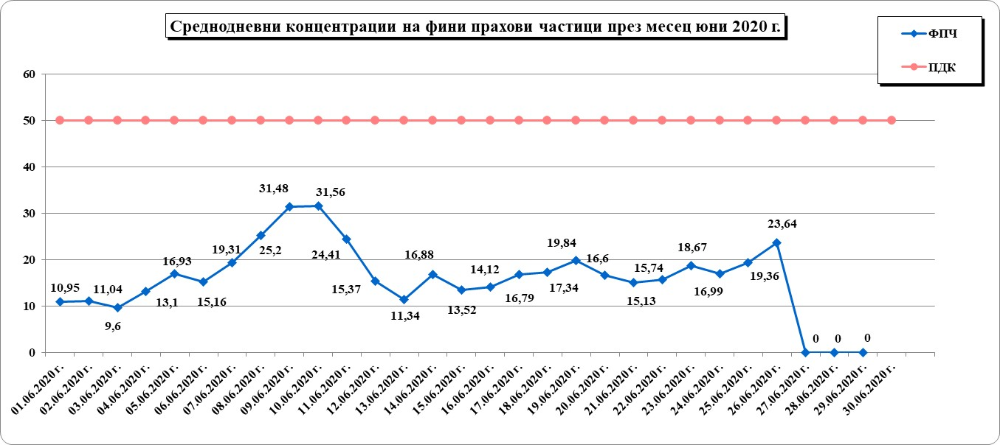 Среднодневни концентрации на фини прахови частици през месец юни 2020 г.
ФПЧ
ПДК
60
50
40
30
20
10
0
10,95
11,04
9,6
13,1
16,93
15,16
19,31
25,2
31,48
31,56
24,41
15,37
11,34
16,88
13,52
14,12
16,79
17,34
19,84
16,6
15,13
15,74
18,67
16,99
19,36
23,64
0
0
0
01.06.2020 г.
02.06.2020 г.
03.06.2020 г.
04.06.2020 г.
05.06.2020 г.
06.06.2020 г.
07.06.2020 г.
08.06.2020 г.
09.06.2020 г.
10.06.2020 г.
11.06.2020 г.
12.06.2020 г.
13.06.2020 г.
14.06.2020 г.
15.06.2020 г.
16.06.2020 г.
17.06.2020 г.
18.06.2020 г.
19.06.2020 г.
20.06.2020 г.
21.06.2020 г.
22.06.2020 г.
23.06.2020 г.
24.06.2020 г.
25.06.2020 г.
26.06.2020 г.
27.06.2020 г.
28.06.2020 г.
29.06.2020 г.
30.06.2020 г.